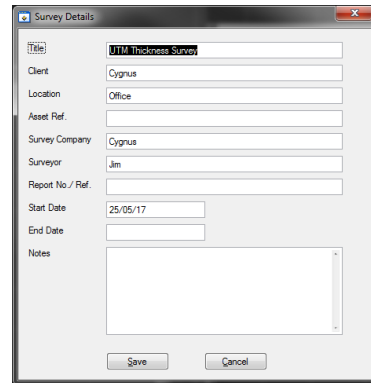 Survey Details
Title UTM Thickness Survey
Client Cygnus
Location Office
Asset Ref.
Survey Company Cygnus
Surveyor Jim
Report No./ Ref.
Start Date 25/05/17
End Date
Notes
Save Cancel